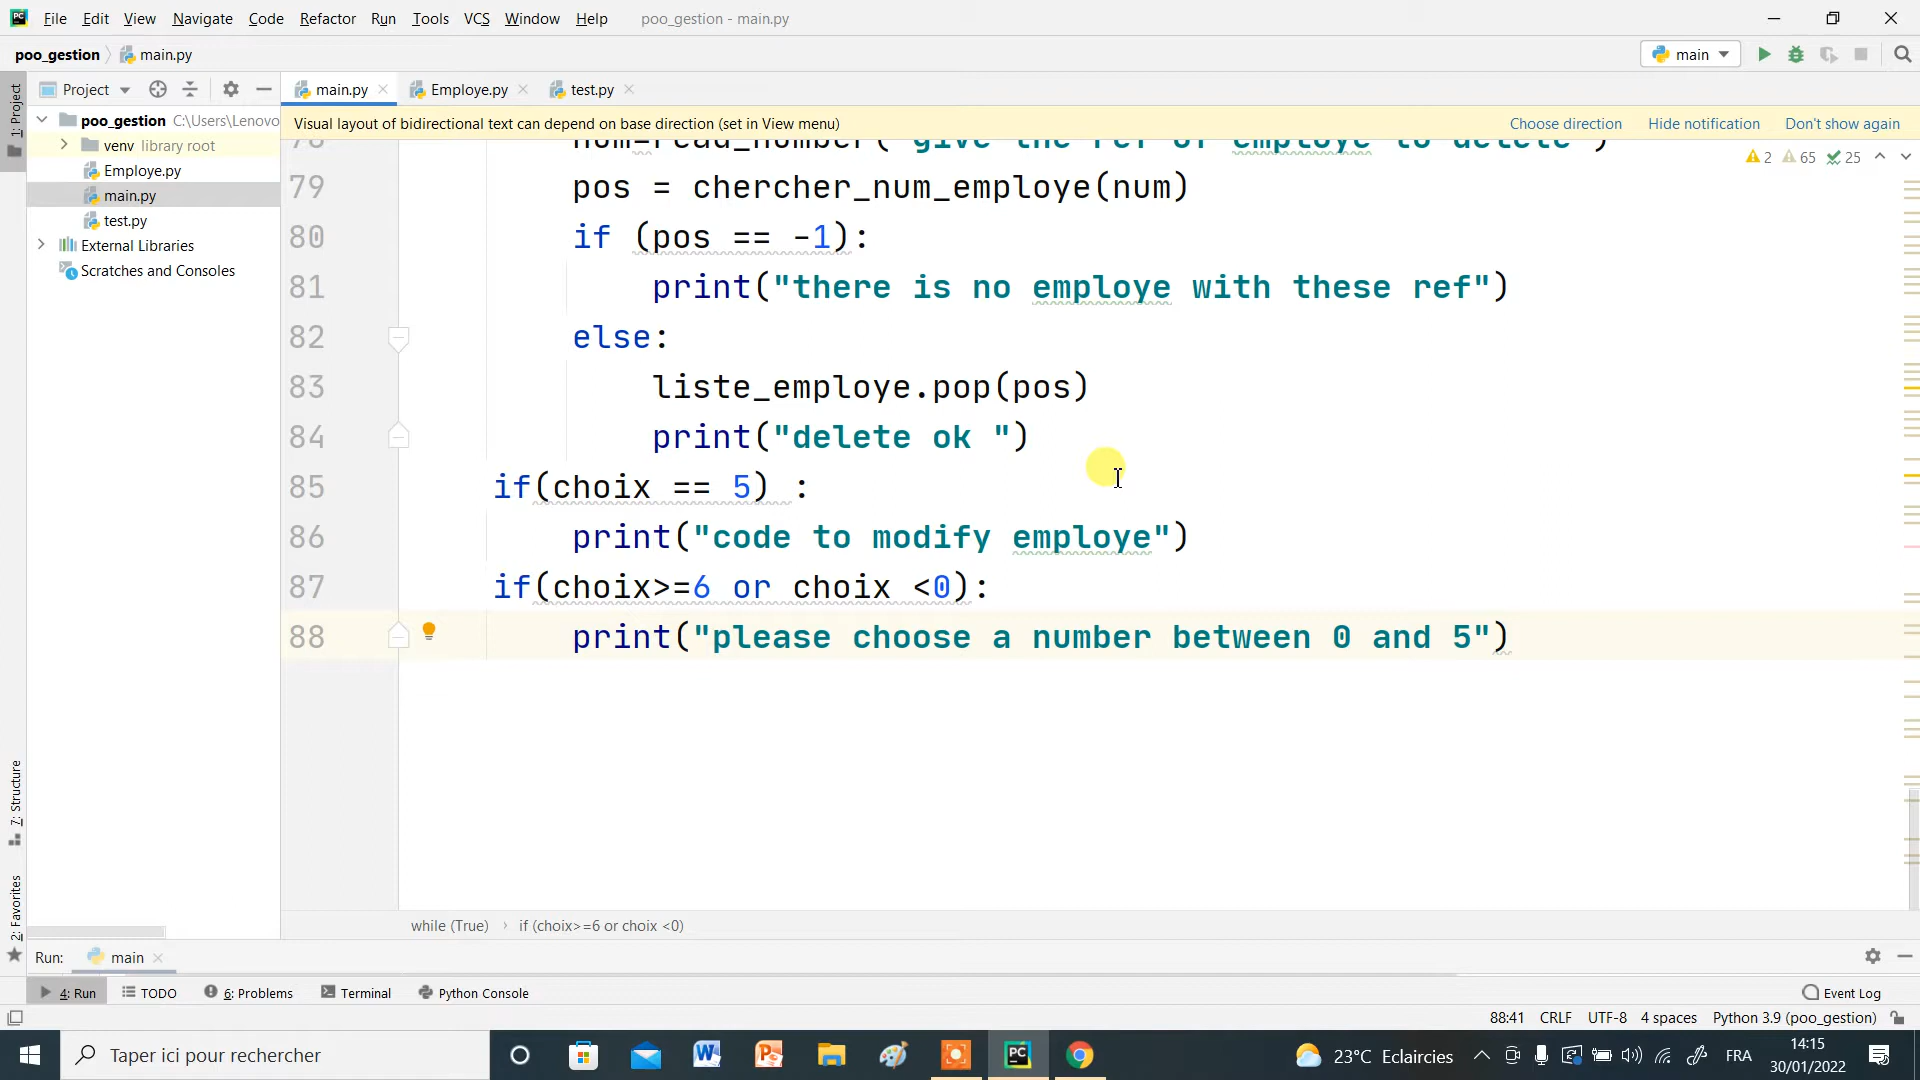 File Edit View Navigate Code Refactor Run Tools VCS Window Help poo_gestion - main.py
poo_gestion main.py main
1: Project
Project main.py Employe.py test.py
poo_gestion C:\Users\Lenovo
Visual layout of bidirectional text can depend on base direction (set in View menu) Choose direction Hide notification Don't show again
venv library root
Employe.py
main.py
test.py
External Libraries
Scratches and Consoles
2 65 25
78 num=read_number("give the ref of employe to delete")
79 pos = chercher_num_employe(num)
80 if (pos == -1):
81 print("there is no employe with these ref")
82 else:
83 liste_employe.pop(pos)
84 print("delete ok ")
85 if(choix == 5) :
86 print("code to modify employe")
87 if(choix>=6 or choix <0):
88 print("please choose a number between 0 and 5")
7: Structure
2: Favorites
while (True) if (choix>=6 or choix <0)
Run: main
4: Run TODO 6: Problems Terminal Python Console Event Log
88:41 CRLF UTF-8 4 spaces Python 3.9 (poo_gestion)
Taper ici pour rechercher 23°C Eclaircies FRA 14:15
30/01/2022